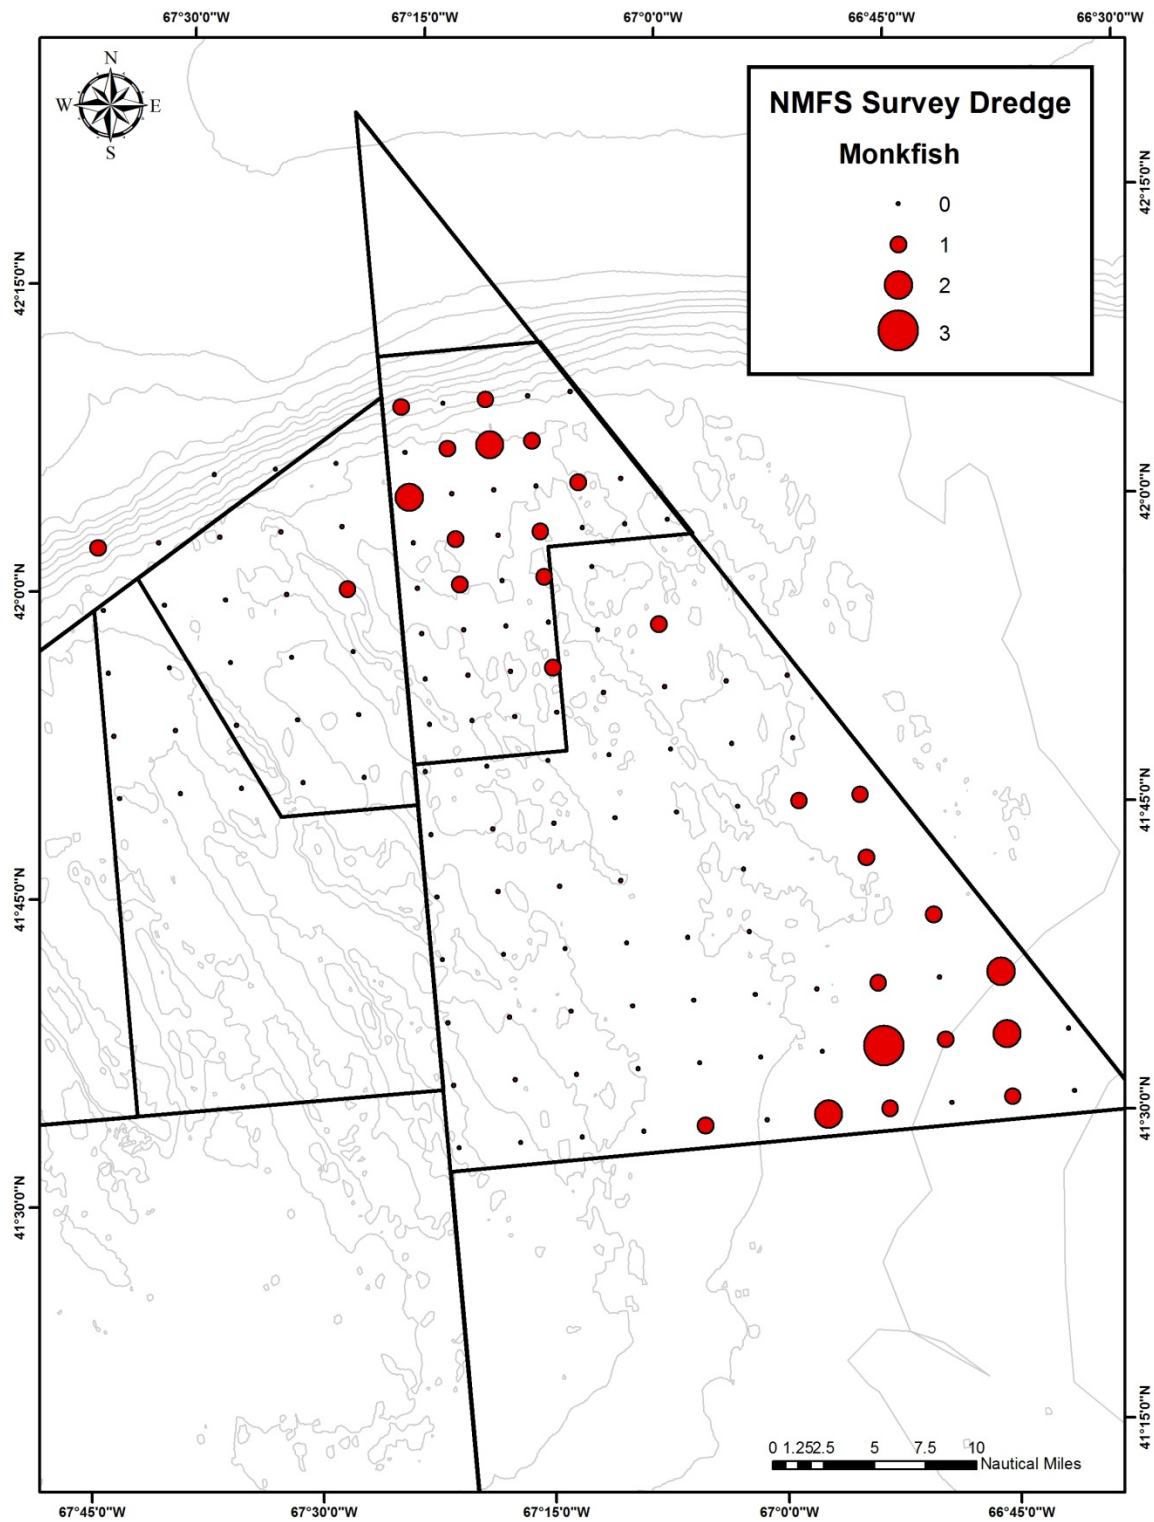 67°30'0"W 67°15'0"W 67°0'0"W 66°45'0"W 66°30'0"W
N
W E
S
NMFS Survey Dredge
Monkfish
0
1
2
3
42°15'0"N
42°0'0"N
41°45'0"N
41°30'0"N
42°15'0"N
42°0'0"N
41°45'0"N
41°30'0"N
41°15'0"N
0 1.252.5 5 7.5 10
Nautical Miles
67°45'0"W 67°30'0"W 67°15'0"W 67°0'0"W 66°45'0"W